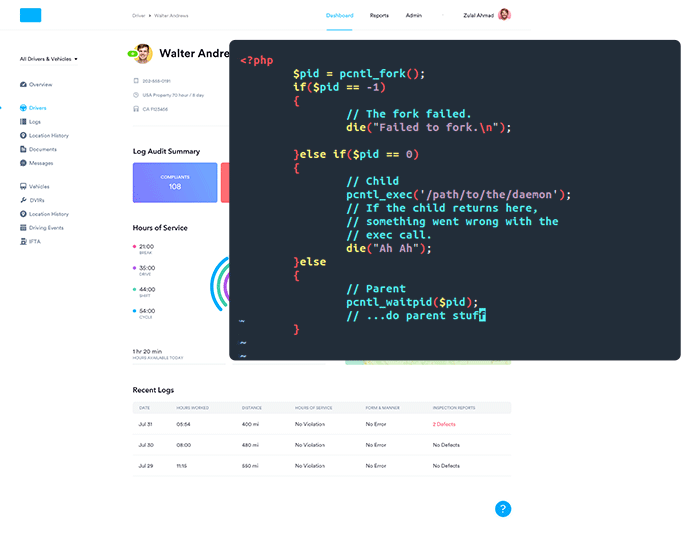 Driver > Walter Andrews
Dashboard
Reports
Admin
Zulal Ahmad
All Drivers & Vehicles
Overview
Drivers
Logs
Location History
Documents
Messages
Vehicles
DVIRs
Location History
Driving Events
IFTA
Walter Andre
USA Property 70 hour / 8 day
Log Audit Summary
COMPLIANTS
108
Hours of Service
21:00
BREAK
35:00
DRIVE
44:00
SHIFT
54:00
CYCLE
1 hr 20 min
HOURS AVAILABLE TODAY
<?php
$pid = pcntl_fork();
if($pid == -1)
{
// The fork failed.
die("Failed to fork.\n");
}else if($pid == 0)
{
// Child
pcntl_exec('/path/to/the/daemon');
// If the child returns here,
// something went wrong with the
// exec call.
die("Ah Ah");
}else
{
// Parent
pcntl_waitpid($pid);
// ...do parent stuff
}
~
~
~
Recent Logs
DATE HOURS WORKED DISTANCE HOURS OF SERVICE FORM & MANNER INSPECTION REPORTS
Jul 31 05:54 400 mi No Violation No Error 2 Defects
Jul 30 08:00 480 mi No Violation No Error No Defects
Jul 29 11:15 550 mi No Violation No Error No Defects
?